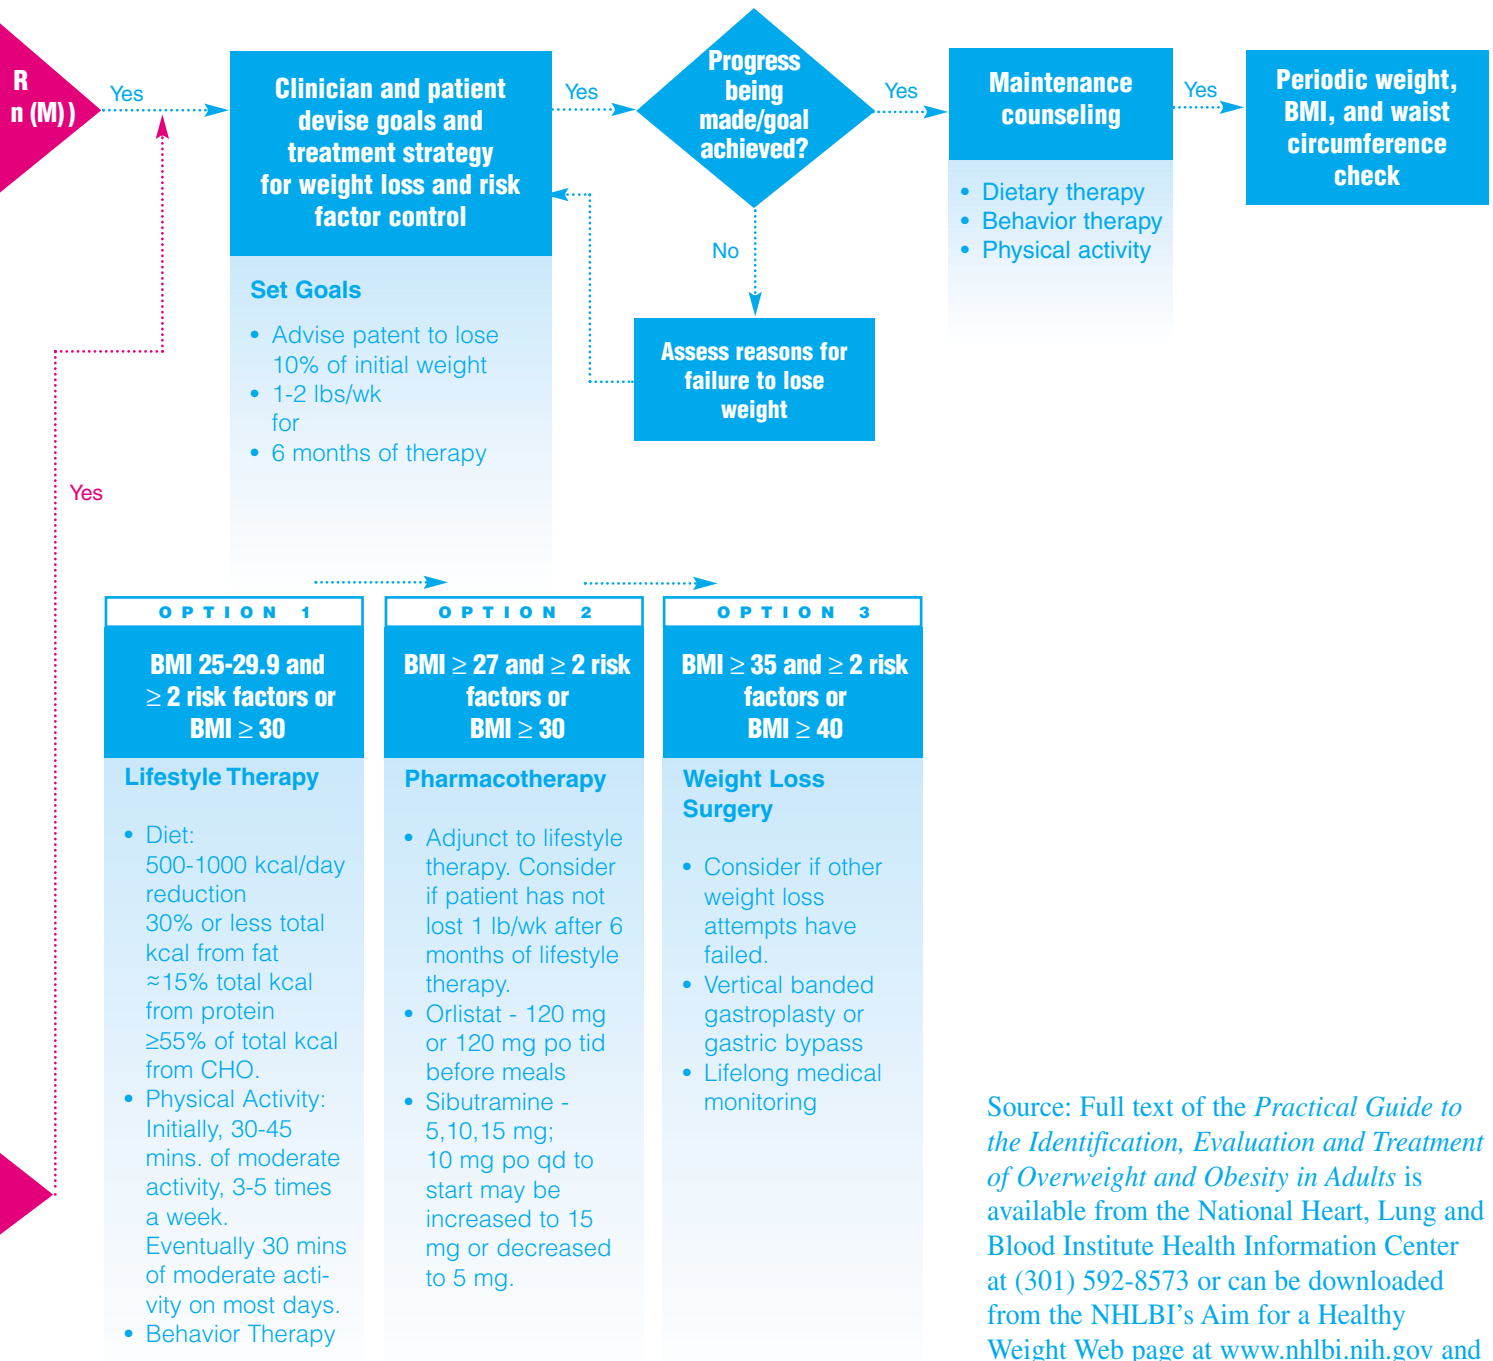 R
n (M))
Yes
Clinician and patient
devise goals and
treatment strategy
for weight loss and risk
factor control
Yes
Progress
being
made/goal
achieved?
Yes
Maintenance
counseling
Yes
Periodic weight,
BMI, and waist
circumference
check
• Dietary therapy
• Behavior therapy
• Physical activity
No
Assess reasons for
failure to lose
weight
Set Goals
• Advise patent to lose
10% of initial weight
• 1-2 lbs/wk
for
• 6 months of therapy
Yes
OPTION 1
BMI 25-29.9 and
≥ 2 risk factors or
BMI ≥ 30
Lifestyle Therapy
• Diet:
500-1000 kcal/day
reduction
30% or less total
kcal from fat
≈15% total kcal
from protein
≥55% of total kcal
from CHO.
• Physical Activity:
Initially, 30-45
mins. of moderate
activity, 3-5 times
a week.
Eventually 30 mins
of moderate acti-
vity on most days.
• Behavior Therapy
OPTION 2
BMI ≥ 27 and ≥ 2 risk
factors or
BMI ≥ 30
Pharmacotherapy
• Adjunct to lifestyle
therapy. Consider
if patient has not
lost 1 lb/wk after 6
months of lifestyle
therapy.
• Orlistat - 120 mg
or 120 mg po tid
before meals
• Sibutramine -
5,10,15 mg;
10 mg po qd to
start may be
increased to 15
mg or decreased
to 5 mg.
OPTION 3
BMI ≥ 35 and ≥ 2 risk
factors or
BMI ≥ 40
Weight Loss
Surgery
• Consider if other
weight loss
attempts have
failed.
• Vertical banded
gastroplasty or
gastric bypass
• Lifelong medical
monitoring
Source: Full text of the Practical Guide to
the Identification, Evaluation and Treatment
of Overweight and Obesity in Adults is
available from the National Heart, Lung and
Blood Institute Health Information Center
at (301) 592-8573 or can be downloaded
from the NHLBI's Aim for a Healthy
Weight Web page at www.nhlbi.nih.gov and